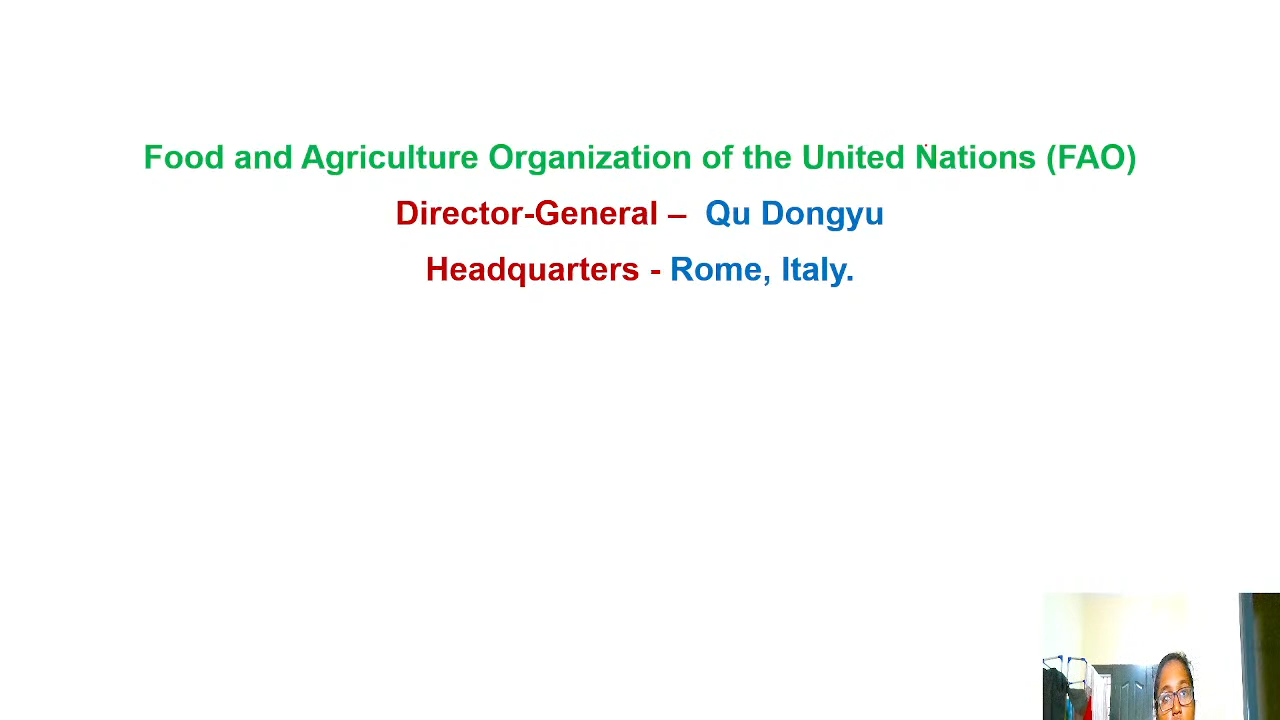 Food and Agriculture Organization of the United Nations (FAO)
Director-General – Qu Dongyu
Headquarters - Rome, Italy.